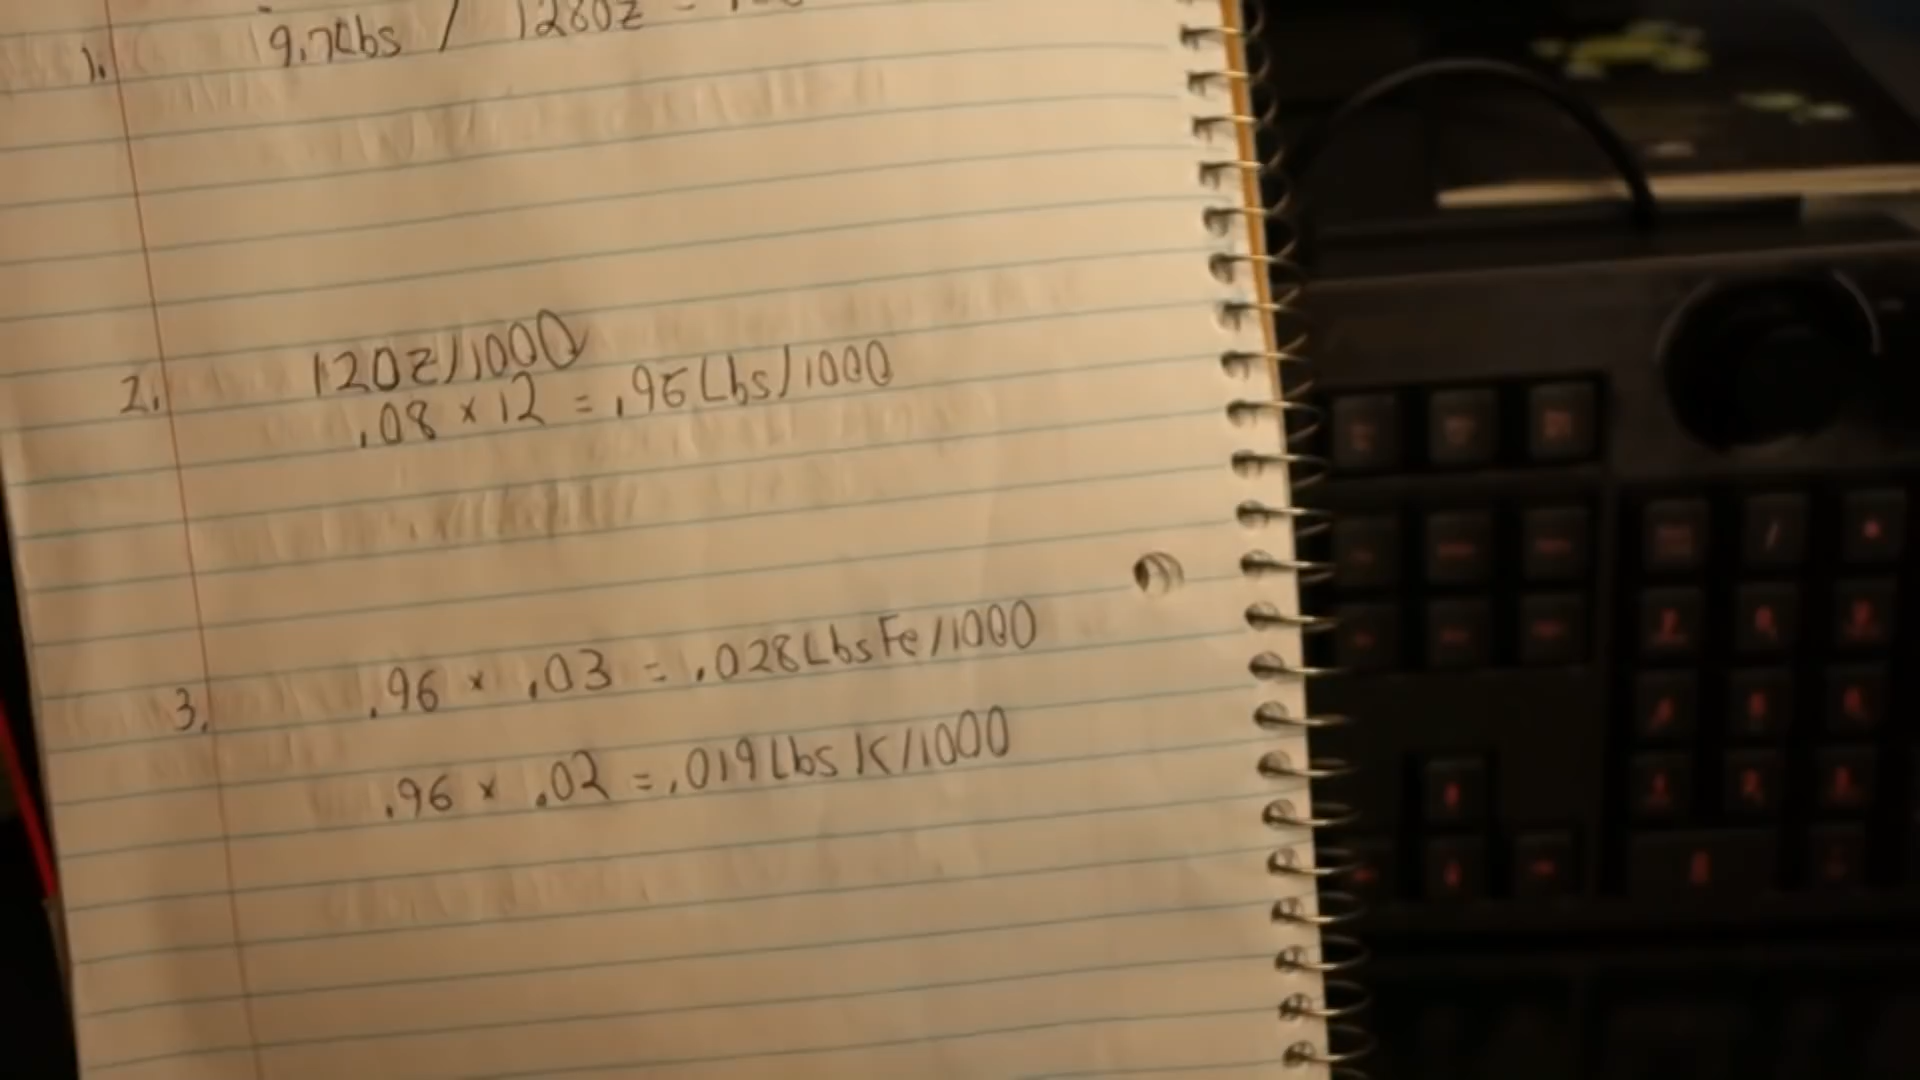 1. 9.7Lbs / 128oz
2. 12oz/1000
.08 × 12 = .96Lbs/1000
3. .96 × .03 = .028LbsFe/1000
.96 × .02 = .019Lbs K/1000